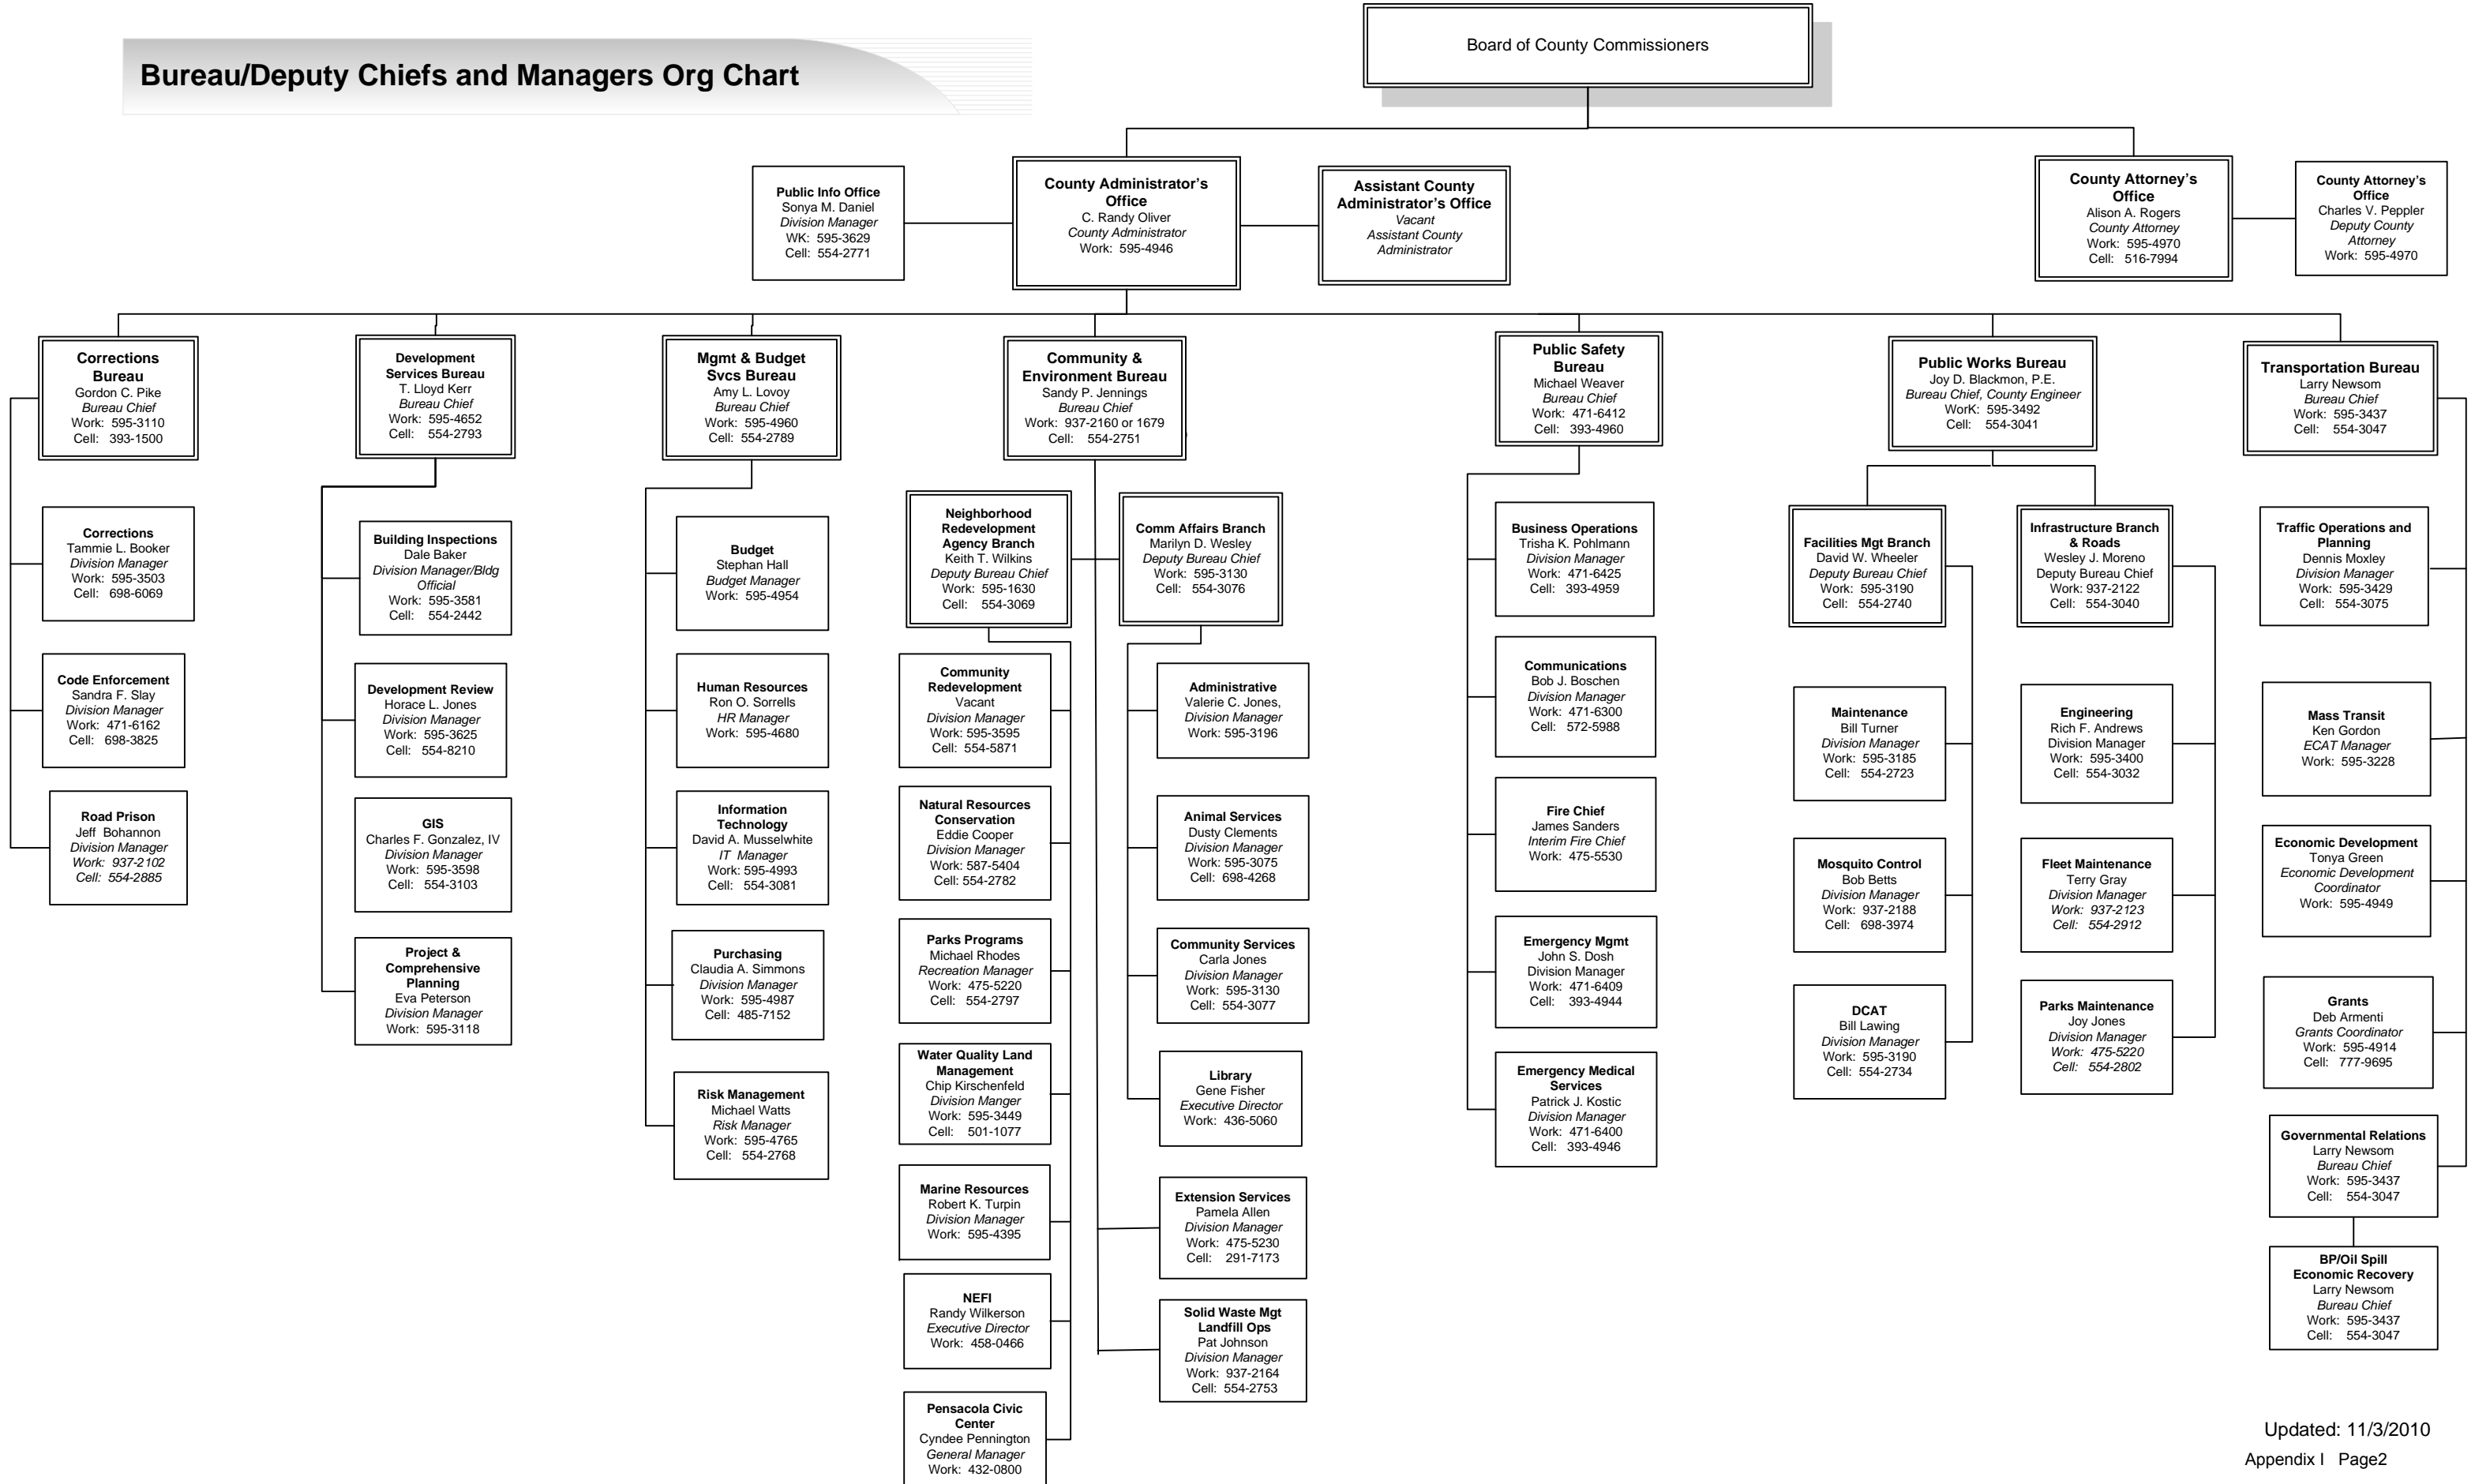 Board of County Commissioners
Bureau/Deputy Chiefs and Managers Org Chart
Public Info Office
Sonya M. Daniel
Division Manager
WK: 595-3629
Cell: 554-2771
County Administrator's
Office
C. Randy Oliver
County Administrator
Work: 595-4946
Assistant County
Administrator's Office
Vacant
Assistant County
Administrator
County Attorney's
Office
Alison A. Rogers
County Attorney
Work: 595-4970
Cell: 516-7994
County Attorney's
Office
Charles V. Peppler
Deputy County
Attorney
Work: 595-4970
Corrections
Bureau
Gordon C. Pike
Bureau Chief
Work: 595-3110
Cell: 393-1500
Corrections
Tammie L. Booker
Division Manager
Work: 595-3503
Cell: 698-6069
Code Enforcement
Sandra F. Slay
Division Manager
Work: 471-6162
Cell: 698-3825
Road Prison
Jeff Bohannon
Division Manager
Work: 937-2102
Cell: 554-2885
Development
Services Bureau
T. Lloyd Kerr
Bureau Chief
Work: 595-4652
Cell: 554-2793
Building Inspections
Dale Baker
Division Manager/Bldg
Official
Work: 595-3581
Cell: 554-2442
Development Review
Horace L. Jones
Division Manager
Work: 595-3625
Cell: 554-8210
GIS
Charles F. Gonzalez, IV
Division Manager
Work: 595-3598
Cell: 554-3103
Project &
Comprehensive
Planning
Eva Peterson
Division Manager
Work: 595-3118
Mgmt & Budget
Svcs Bureau
Amy L. Lovoy
Bureau Chief
Work: 595-4960
Cell: 554-2789
Budget
Stephan Hall
Budget Manager
Work: 595-4954
Human Resources
Ron O. Sorrells
HR Manager
Work: 595-4680
Information
Technology
David A. Musselwhite
IT Manager
Work: 595-4993
Cell: 554-3081
Purchasing
Claudia A. Simmons
Division Manager
Work: 595-4987
Cell: 485-7152
Risk Management
Michael Watts
Risk Manager
Work: 595-4765
Cell: 554-2768
Community &
Environment Bureau
Sandy P. Jennings
Bureau Chief
Work: 937-2160 or 1679
Cell: 554-2751
Neighborhood
Redevelopment
Agency Branch
Keith T. Wilkins
Deputy Bureau Chief
Work: 595-1630
Cell: 554-3069
Community
Redevelopment
Vacant
Division Manager
Work: 595-3595
Cell: 554-5871
Natural Resources
Conservation
Eddie Cooper
Division Manager
Work: 587-5404
Cell: 554-2782
Parks Programs
Michael Rhodes
Recreation Manager
Work: 475-5220
Cell: 554-2797
Water Quality Land
Management
Chip Kirschenfeld
Division Manger
Work: 595-3449
Cell: 501-1077
Marine Resources
Robert K. Turpin
Division Manager
Work: 595-4395
NEFI
Randy Wilkerson
Executive Director
Work: 458-0466
Pensacola Civic
Center
Cyndee Pennington
General Manager
Work: 432-0800
Comm Affairs Branch
Marilyn D. Wesley
Deputy Bureau Chief
Work: 595-3130
Cell: 554-3076
Administrative
Valerie C. Jones,
Division Manager
Work: 595-3196
Animal Services
Dusty Clements
Division Manager
Work: 595-3075
Cell: 698-4268
Community Services
Carla Jones
Division Manager
Work: 595-3130
Cell: 554-3077
Library
Gene Fisher
Executive Director
Work: 436-5060
Extension Services
Pamela Allen
Division Manager
Work: 475-5230
Cell: 291-7173
Solid Waste Mgt
Landfill Ops
Pat Johnson
Division Manager
Work: 937-2164
Cell: 554-2753
Public Safety
Bureau
Michael Weaver
Bureau Chief
Work: 471-6412
Cell: 393-4960
Business Operations
Trisha K. Pohlmann
Division Manager
Work: 471-6425
Cell: 393-4959
Communications
Bob J. Boschen
Division Manager
Work: 471-6300
Cell: 572-5988
Fire Chief
James Sanders
Interim Fire Chief
Work: 475-5530
Emergency Mgmt
John S. Dosh
Division Manager
Work: 471-6409
Cell: 393-4944
Emergency Medical
Services
Patrick J. Kostic
Division Manager
Work: 471-6400
Cell: 393-4946
Public Works Bureau
Joy D. Blackmon, P.E.
Bureau Chief, County Engineer
WorK: 595-3492
Cell: 554-3041
Facilities Mgt Branch
David W. Wheeler
Deputy Bureau Chief
Work: 595-3190
Cell: 554-2740
Maintenance
Bill Turner
Division Manager
Work: 595-3185
Cell: 554-2723
Mosquito Control
Bob Betts
Division Manager
Work: 937-2188
Cell: 698-3974
DCAT
Bill Lawing
Division Manager
Work: 595-3190
Cell: 554-2734
Infrastructure Branch
& Roads
Wesley J. Moreno
Deputy Bureau Chief
Work: 937-2122
Cell: 554-3040
Engineering
Rich F. Andrews
Division Manager
Work: 595-3400
Cell: 554-3032
Fleet Maintenance
Terry Gray
Division Manager
Work: 937-2123
Cell: 554-2912
Parks Maintenance
Joy Jones
Division Manager
Work: 475-5220
Cell: 554-2802
Transportation Bureau
Larry Newsom
Bureau Chief
Work: 595-3437
Cell: 554-3047
Traffic Operations and
Planning
Dennis Moxley
Division Manager
Work: 595-3429
Cell: 554-3075
Mass Transit
Ken Gordon
ECAT Manager
Work: 595-3228
Economic Development
Tonya Green
Economic Development
Coordinator
Work: 595-4949
Grants
Deb Armenti
Grants Coordinator
Work: 595-4914
Cell: 777-9695
Governmental Relations
Larry Newsom
Bureau Chief
Work: 595-3437
Cell: 554-3047
BP/Oil Spill
Economic Recovery
Larry Newsom
Bureau Chief
Work: 595-3437
Cell: 554-3047
Updated: 11/3/2010
Appendix I Page2